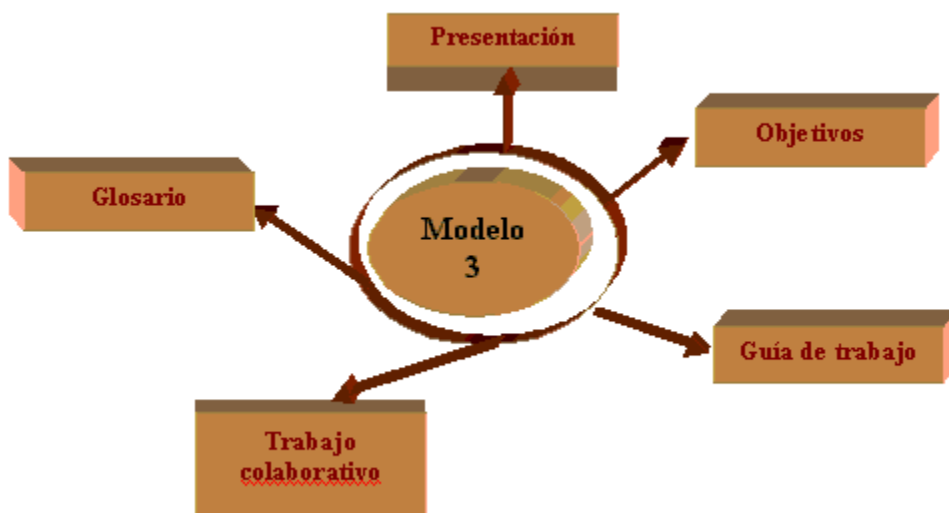 Presentación
Objetivos
Glosario
Modelo
3
Guía de trabajo
Trabajo
colaborativo